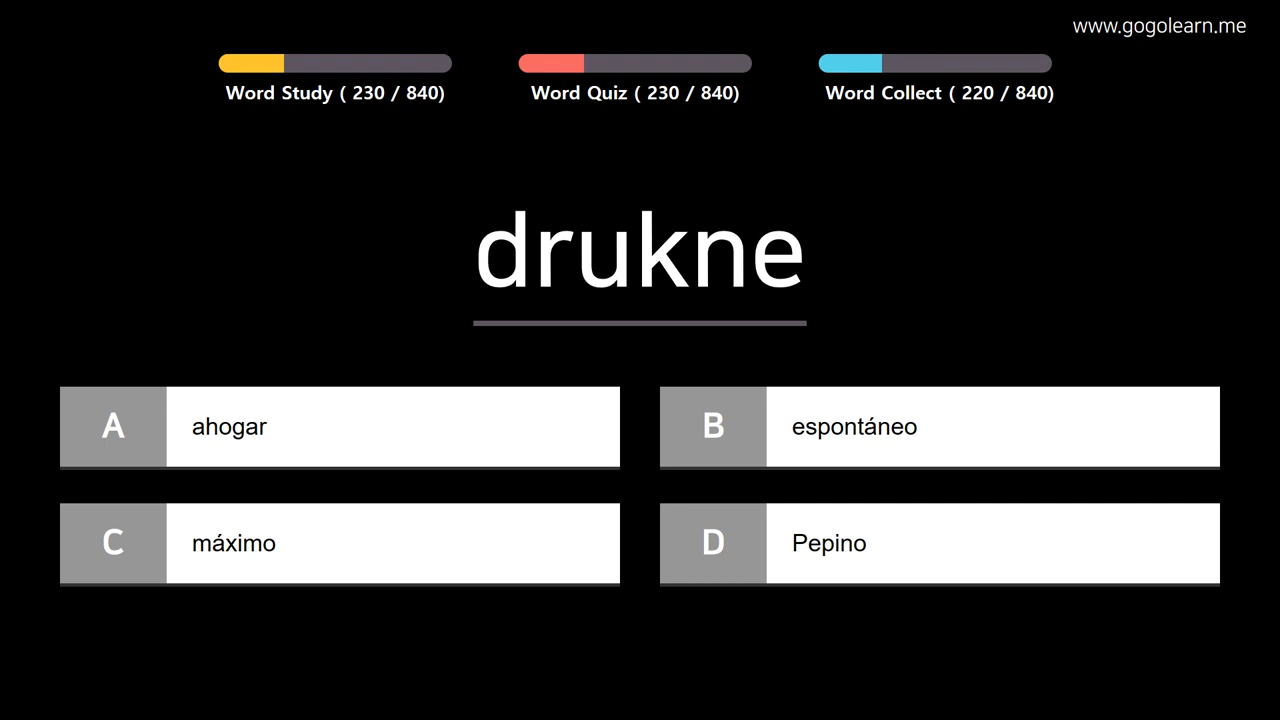 www.gogolearn.me
Word Study ( 230 / 840)
Word Quiz ( 230 / 840)
Word Collect ( 220 / 840)
drukne
A ahogar
B espontáneo
C máximo
D Pepino